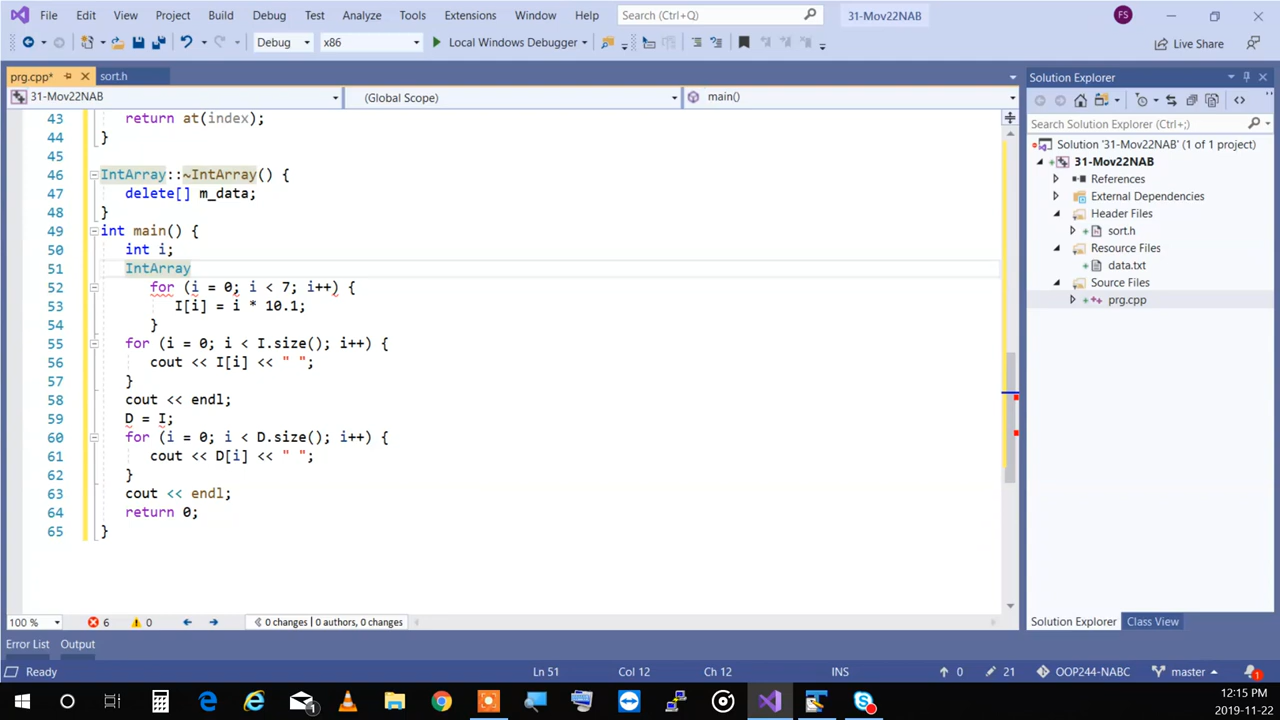 File Edit View Project Build Debug Test Analyze Tools Extensions Window Help Search (Ctrl+Q) 31-Mov22NAB FS
Debug x86 Local Windows Debugger Live Share
prg.cpp* sort.h Solution Explorer
31-Mov22NAB (Global Scope) main()
Search Solution Explorer (Ctrl+;)
Solution '31-Mov22NAB' (1 of 1 project)
31-Mov22NAB
References
External Dependencies
Header Files
sort.h
Resource Files
data.txt
Source Files
prg.cpp
43 return at(index);
44 }
45
46 IntArray::~IntArray() {
47 delete[] m_data;
48 }
49 int main() {
50 int i;
51 IntArray
52 for (i = 0; i < 7; i++) {
53 I[i] = i * 10.1;
54 }
55 for (i = 0; i < I.size(); i++) {
56 cout << I[i] << " ";
57 }
58 cout << endl;
59 D = I;
60 for (i = 0; i < D.size(); i++) {
61 cout << D[i] << " ";
62 }
63 cout << endl;
64 return 0;
65 }
100 % 6 0 0 changes | 0 authors, 0 changes
Solution Explorer Class View
Error List Output
Ready Ln 51 Col 12 Ch 12 INS 0 21 OOP244-NABC master 1
12:15 PM
2019-11-22